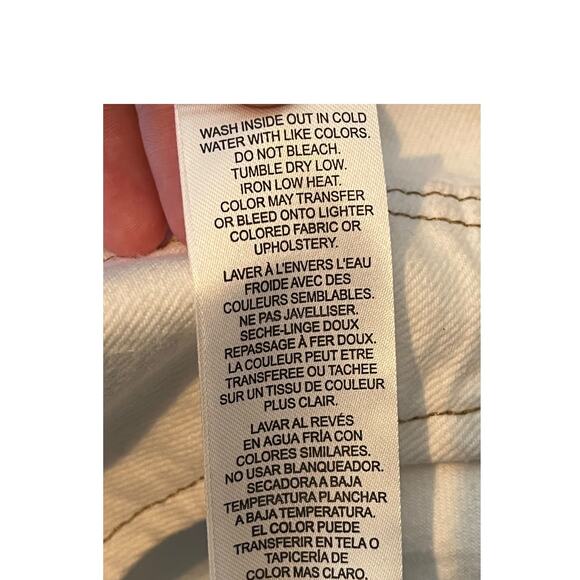 WASH INSIDE OUT IN COLD
WATER WITH LIKE COLORS.
DO NOT BLEACH.
TUMBLE DRY LOW.
IRON LOW HEAT.
COLOR MAY TRANSFER
OR BLEED ONTO LIGHTER
COLORED FABRIC OR
UPHOLSTERY.
LAVER À L'ENVERS L'EAU
FROIDE AVEC DES
COULEURS SEMBLABLES.
NE PAS JAVELLISER.
SECHE-LINGE DOUX
REPASSAGE À FER DOUX.
LA COULEUR PEUT ETRE
TRANSFEREE OU TACHEE
SUR UN TISSU DE COULEUR
PLUS CLAIR.
LAVAR AL REVÉS
EN AGUA FRÍA CON
COLORES SIMILARES.
NO USAR BLANQUEADOR.
SECADORA A BAJA
TEMPERATURA PLANCHAR
A BAJA TEMPERATURA.
EL COLOR PUEDE
TRANSFERIR EN TELA O
TAPICERÍA DE
COLOR MAS CLARO.